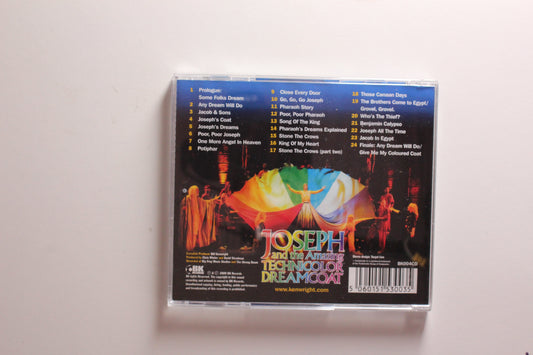 1 Prologue:
Some Folks Dream
2 Any Dream Will Do
3 Jacob & Sons
4 Joseph's Coat
5 Joseph's Dreams
6 Poor, Poor Joseph
7 One More Angel In Heaven
8 Potiphar
9 Close Every Door
10 Go, Go, Go Joseph
11 Pharaoh Story
12 Poor, Poor Pharaoh
13 Song Of The King
14 Pharaoh's Dreams Explained
15 Stone The Crows
16 King Of My Heart
17 Stone The Crows (part two)
18 Those Canaan Days
19 The Brothers Come to Egypt/
Grovel, Grovel.
20 Who's The Thief?
21 Benjamin Calypso
22 Joseph All The Time
23 Jacob In Egypt
24 Finale: Any Dream Will Do/
Give Me My Coloured Coat
JOSEPH
and the Amazing
TECHNICOLOR
DREAMCOAT
www.kenwright.com
BK
BKD04CD
5 060151 530035